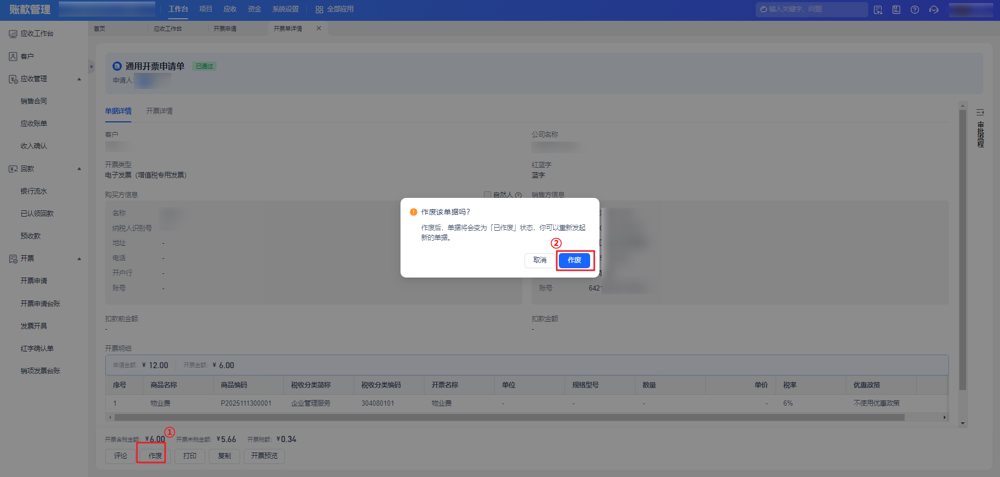 账款管理
工作台 项目 应收 资金 系统设置 全部应用
输入关键字、问题
首页 应收工作台 开票申请 开票单详情
应收工作台
客户
应收管理
销售合同
应收账单
收入确认
回款
银行流水
已认领回款
预收款
开票
开票申请
开票申请台账
发票开具
红字确认单
销项发票台账
通用开票申请单 已通过
申请人:
单据详情 开票详情
审批流程
客户 公司名称
开票类型 红蓝字
电子发票（增值税专用发票） 蓝字
购买方信息 自然人 销售方信息
名称
纳税人识别号
地址 -
电话 -
开户行 -
账号 -
账号 6421
作废该单据吗？
作废后，单据将会变为「已作废」状态，你可以重新发起
新的单据。
②
取消 作废
扣款前金额 扣款金额
- -
开票明细
申请金额: ¥ 12.00 开票金额: ¥ 6.00
序号 商品名称 商品编码 税收分类简称 税收分类编码 开票名称 单位 规格型号 数量 单价 税率 优惠政策
1 物业费 P2025111300001 企业管理服务 304080101 物业费 - - - - 6% 不使用优惠政策
①
开票含税金额: ¥6.00 开票未税金额: ¥5.66 开票税额: ¥0.34
评论 作废 打印 复制 开票预览